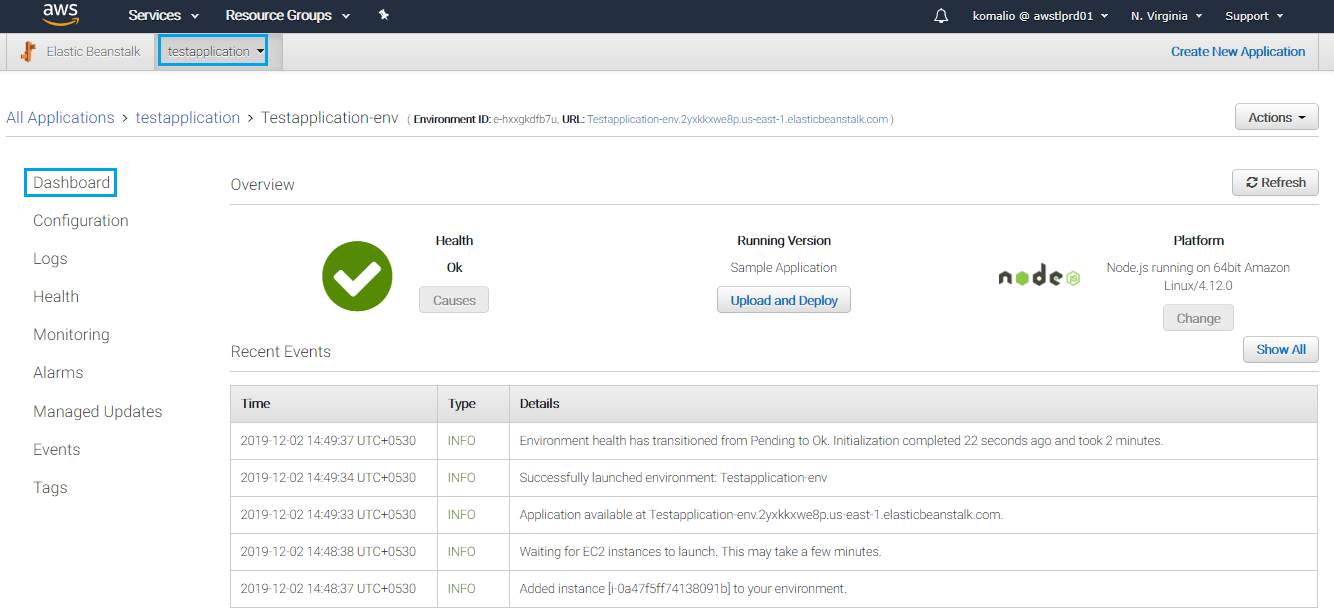 aws Services Resource Groups komalio @ awstlprd01 N. Virginia Support
Elastic Beanstalk testapplication Create New Application
All Applications > testapplication > Testapplication-env ( Environment ID: e-hxxgkdfb7u, URL: Testapplication-env.2yxkkxwe8p.us-east-1.elasticbeanstalk.com ) Actions
Dashboard
Configuration
Logs
Health
Monitoring
Alarms
Managed Updates
Events
Tags
Overview Refresh
Health
Ok
Causes
Running Version
Sample Application
Upload and Deploy
node JS
Platform
Node.js running on 64bit Amazon
Linux/4.12.0
Change
Recent Events Show All
Time Type Details
2019-12-02 14:49:37 UTC+0530 INFO Environment health has transitioned from Pending to Ok. Initialization completed 22 seconds ago and took 2 minutes.
2019-12-02 14:49:34 UTC+0530 INFO Successfully launched environment: Testapplication-env
2019-12-02 14:49:33 UTC+0530 INFO Application available at Testapplication-env.2yxkkxwe8p.us-east-1.elasticbeanstalk.com.
2019-12-02 14:48:38 UTC+0530 INFO Waiting for EC2 instances to launch. This may take a few minutes.
2019-12-02 14:48:37 UTC+0530 INFO Added instance [i-0a47f5ff74138091b] to your environment.